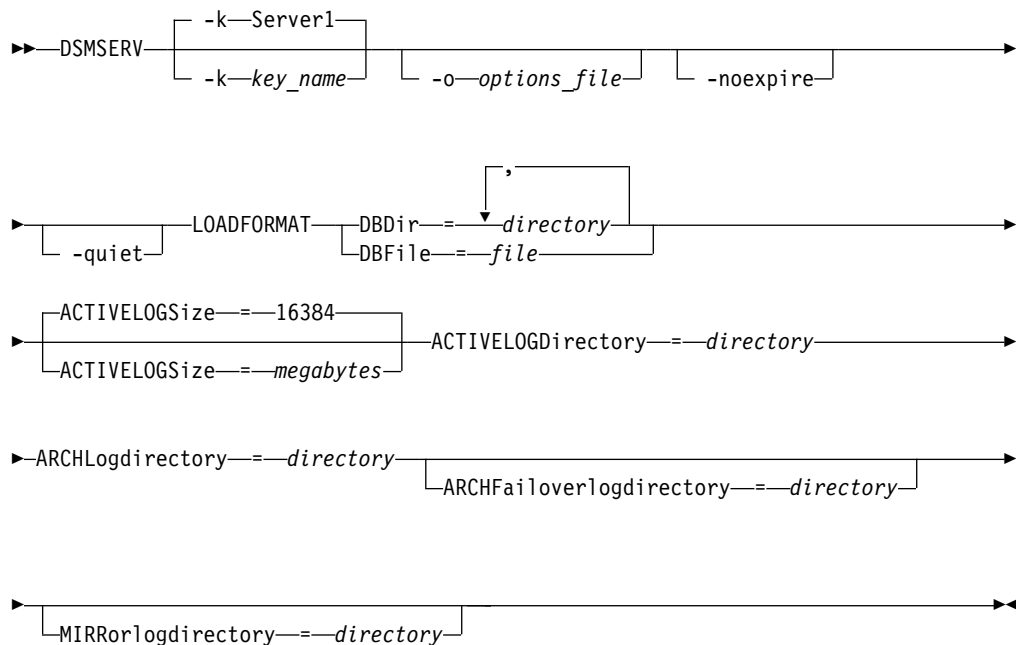 -k Server1
DSMSERV
-k key_name
-o options_file
-noexpire
,
LOADFORMAT DBDir = directory
-quiet
DBFile = file
ACTIVELOGSize = 16384
ACTIVELOGDirectory = directory
ACTIVELOGSize = megabytes
ARCHLogdirectory = directory
ARCHFailoverlogdirectory = directory
MIRRorlogdirectory = directory